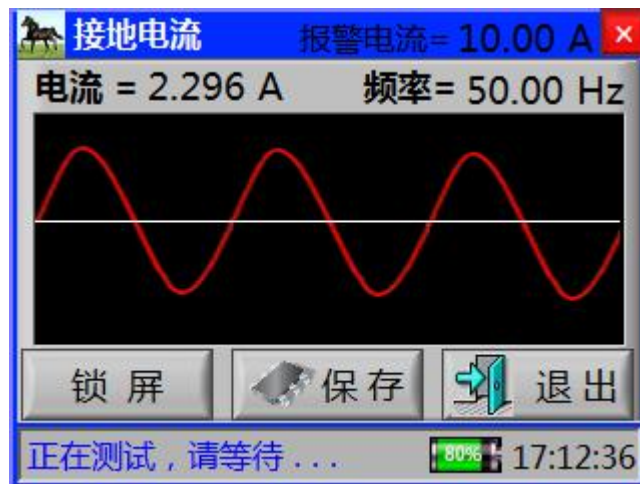 接地电流 报警电流= 10.00 A
电流 = 2.296 A 频率= 50.00 Hz
锁 屏 保 存 退 出
正在测试，请等待 . . . 80% 17:12:36